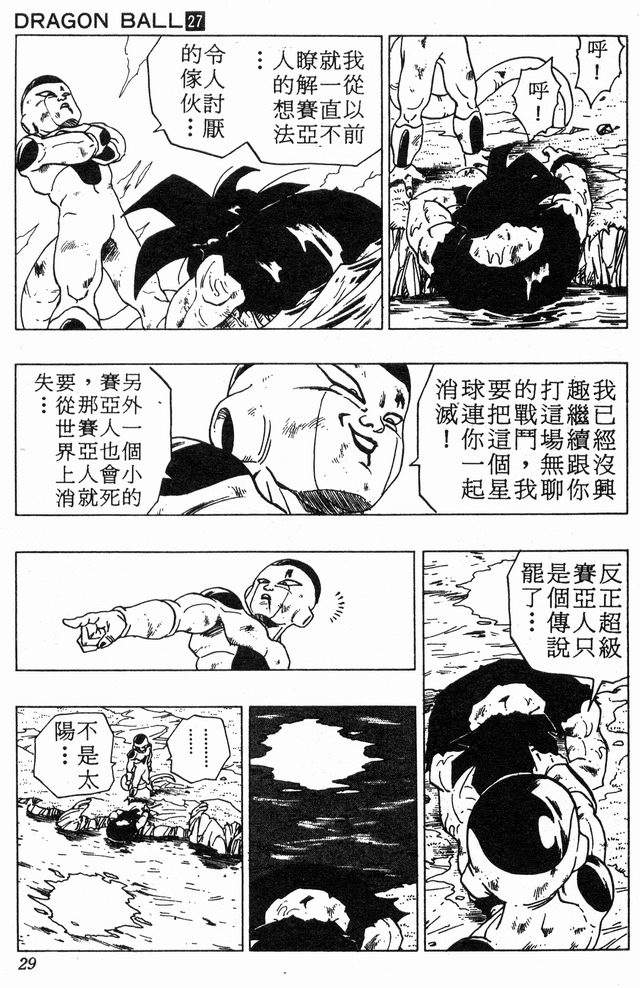 DRAGON BALL 27
呼！
呼！
我從以前
就一直不
瞭解賽亞
人的想法
…
令人討厭
的傢伙…
我已經沒興
趣繼續跟你
打這場無聊
的戰鬥，我
要把這個星
球連你一起
消滅！
另外一個小的
賽亞人也會死
，那賽亞人就
要從世界上消
失…
反正超級
賽亞人只
是個傳說
罷了…
……
不是太
陽…
29